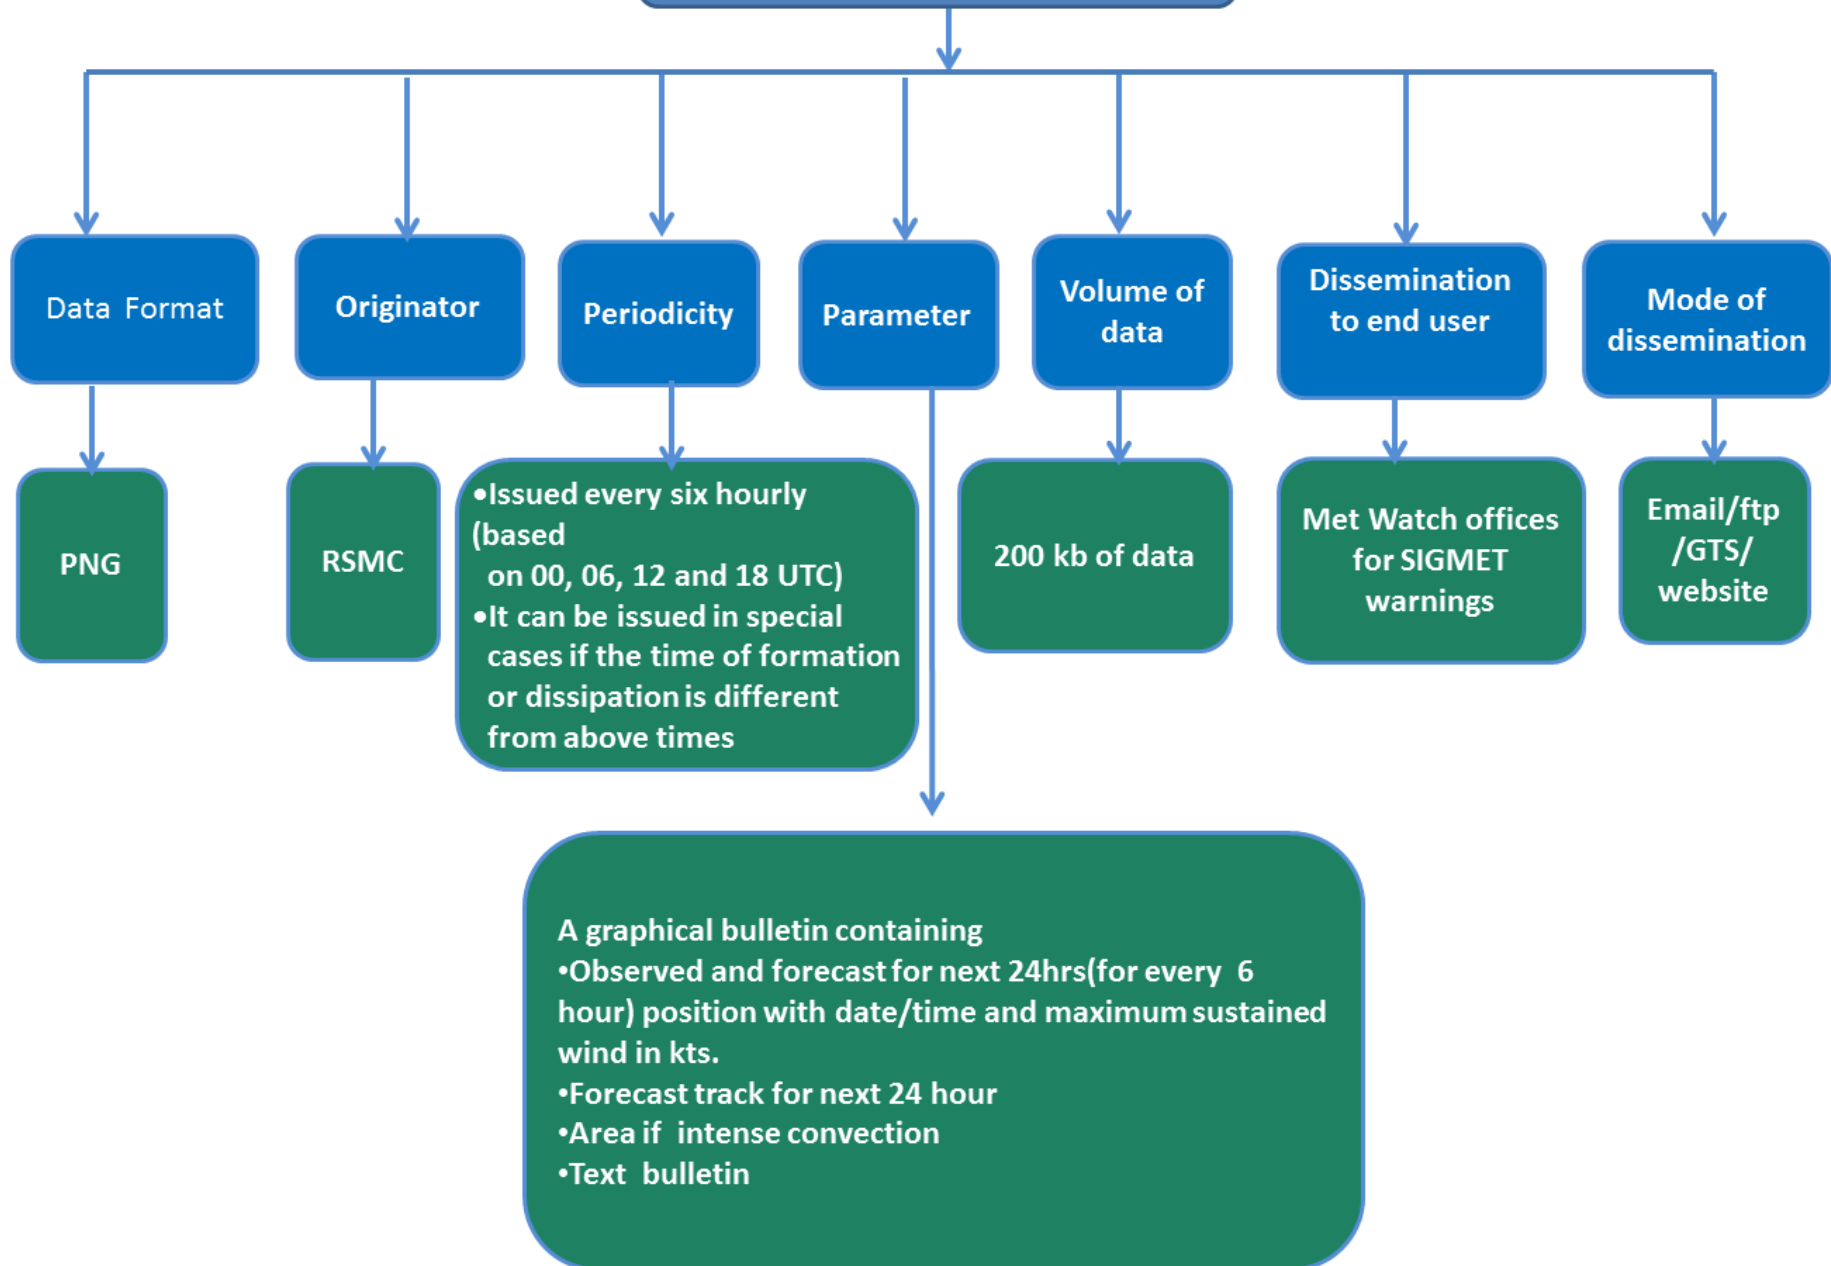 Data Format
Originator
Periodicity
Parameter
Volume of
data
Dissemination
to end user
Mode of
dissemination
PNG
RSMC
•Issued every six hourly
(based
on 00, 06, 12 and 18 UTC)
•It can be issued in special
cases if the time of formation
or dissipation is different
from above times
200 kb of data
Met Watch offices
for SIGMET
warnings
Email/ftp
/GTS/
website
A graphical bulletin containing
•Observed and forecast for next 24hrs(for every 6
hour) position with date/time and maximum sustained
wind in kts.
•Forecast track for next 24 hour
•Area if intense convection
•Text bulletin